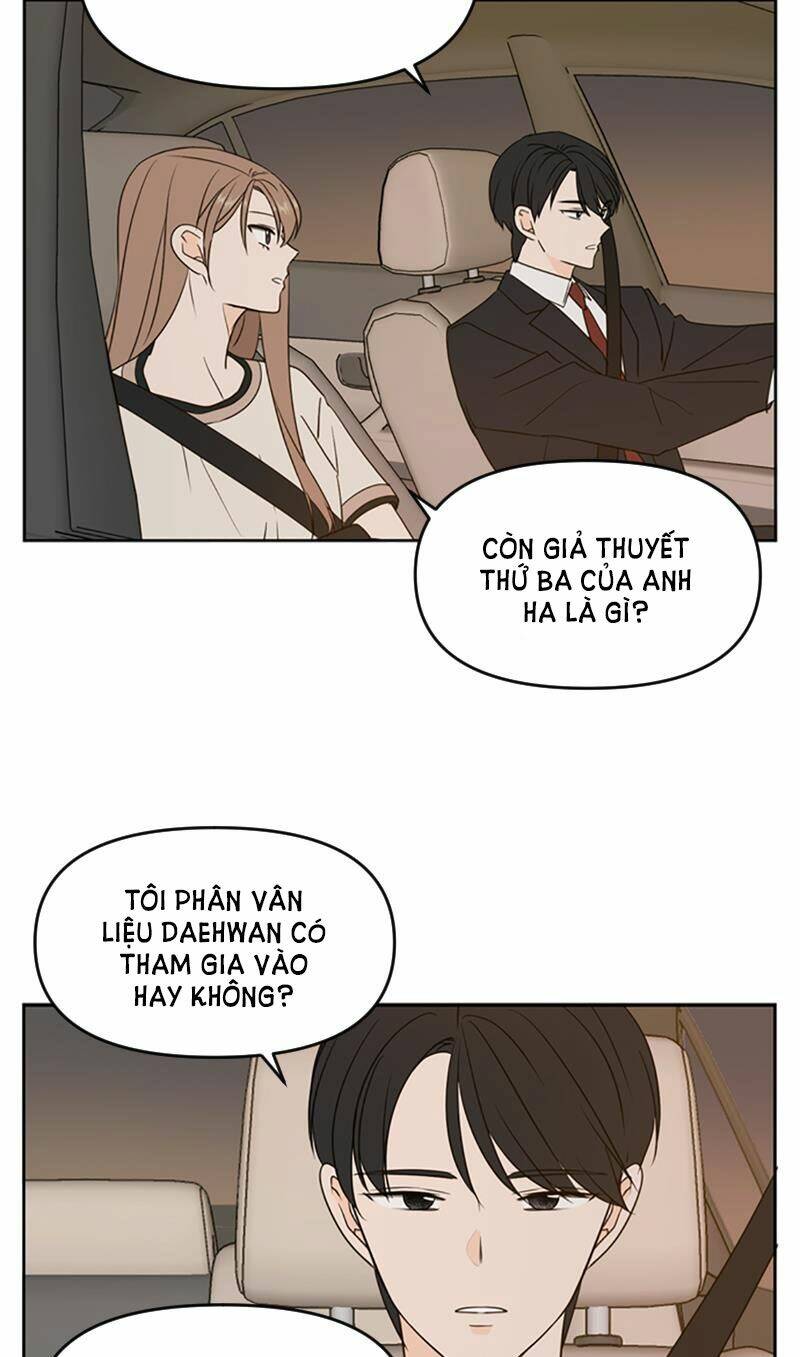 CÒN GIẢ THUYẾT
THỨ BA CỦA ANH
HA LÀ GÌ?
TÔI PHÂN VÂN
LIỆU DAEHWAN CÓ
THAM GIA VÀO
HAY KHÔNG?